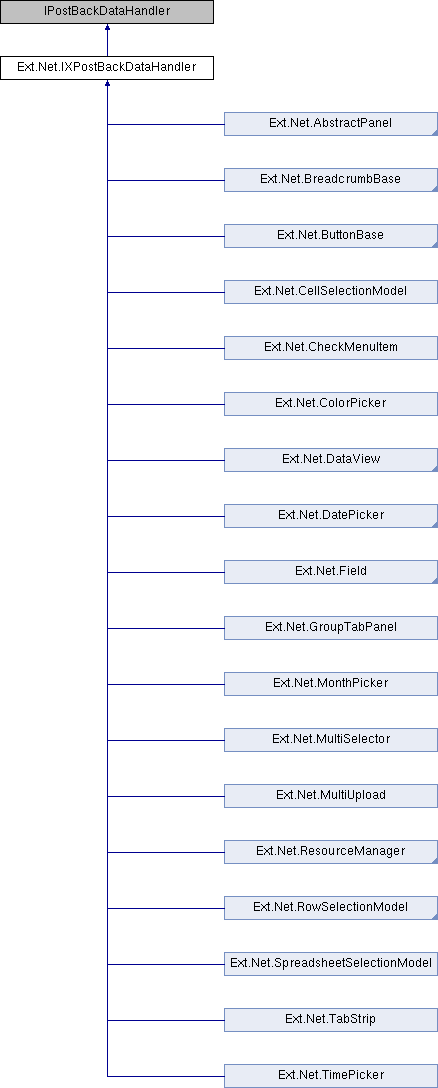 IPostBackDataHandler
Ext.Net.IXPostBackDataHandler
Ext.Net.AbstractPanel
Ext.Net.BreadcrumbBase
Ext.Net.ButtonBase
Ext.Net.CellSelectionModel
Ext.Net.CheckMenuItem
Ext.Net.ColorPicker
Ext.Net.DataView
Ext.Net.DatePicker
Ext.Net.Field
Ext.Net.GroupTabPanel
Ext.Net.MonthPicker
Ext.Net.MultiSelector
Ext.Net.MultiUpload
Ext.Net.ResourceManager
Ext.Net.RowSelectionModel
Ext.Net.SpreadsheetSelectionModel
Ext.Net.TabStrip
Ext.Net.TimePicker